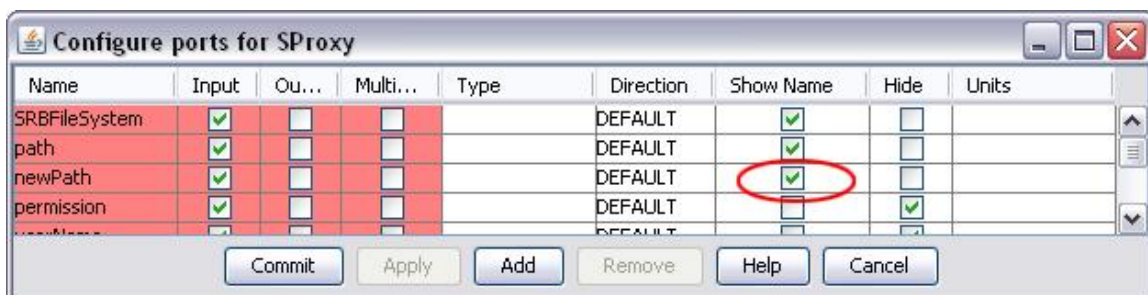 Configure ports for SProxy
Name Input Ou... Multi... Type Direction Show Name Hide Units
SRBFileSystem DEFAULT
path DEFAULT
newPath DEFAULT
permission DEFAULT
DEFAULT
Commit Apply Add Remove Help Cancel